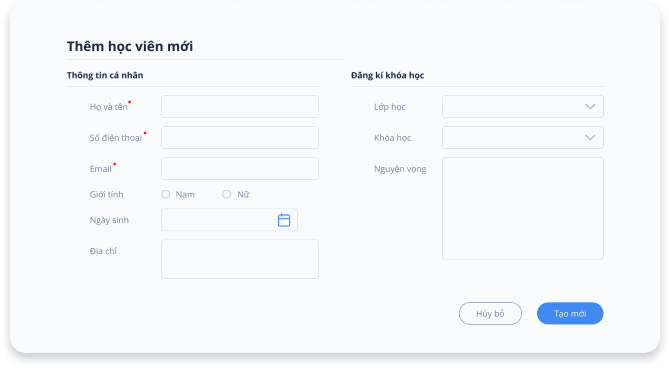 Thêm học viên mới
Thông tin cá nhân
Họ và tên*
Số điện thoại*
Email*
Giới tính
Nam Nữ
Ngày sinh
Địa chỉ
Đăng kí khóa học
Lớp học
Khóa học
Nguyện vọng
Hủy bỏ Tạo mới